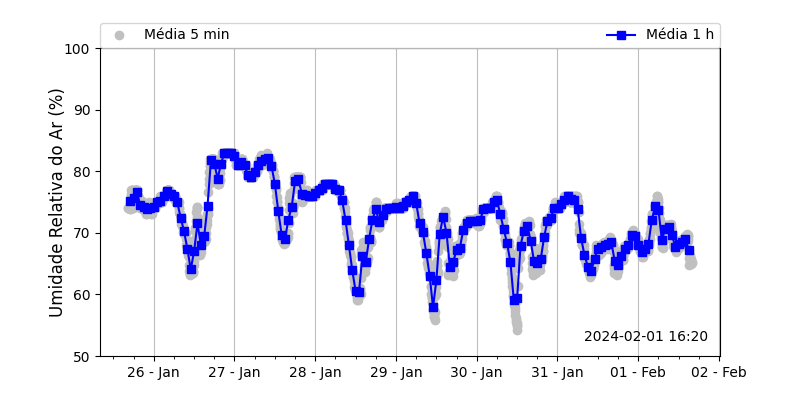 Média 5 min
Média 1 h
Umidade Relativa do Ar (%)
100
90
80
70
60
50
2024-02-01 16:20
26 - Jan
27 - Jan
28 - Jan
29 - Jan
30 - Jan
31 - Jan
01 - Feb
02 - Feb